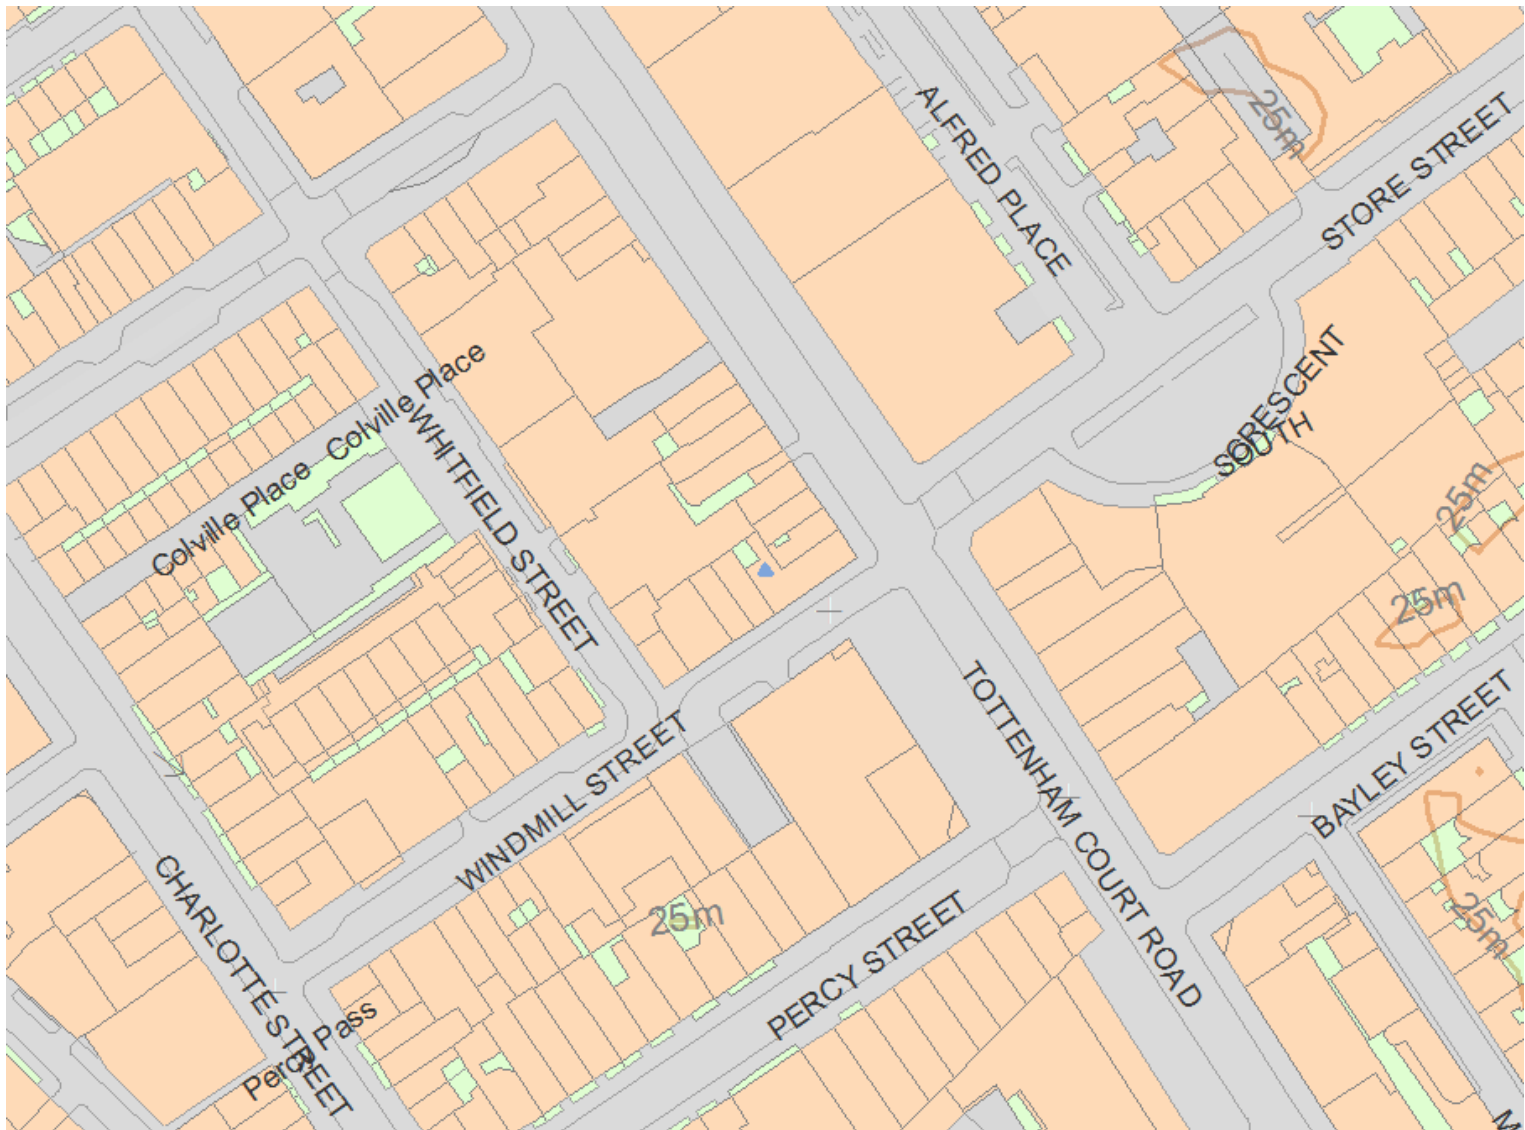 ALFRED PLACE
25m
STORE STREET
Colville Place
CRESCENT
SOUTH
WHITFIELD STREET
Colville Place
25m
25m
TOTTENHAM COURT ROAD
BAYLEY STREET
WINDMILL STREET
CHARLOTTE STREET
25m
PERCY STREET
25m
Percy Pass